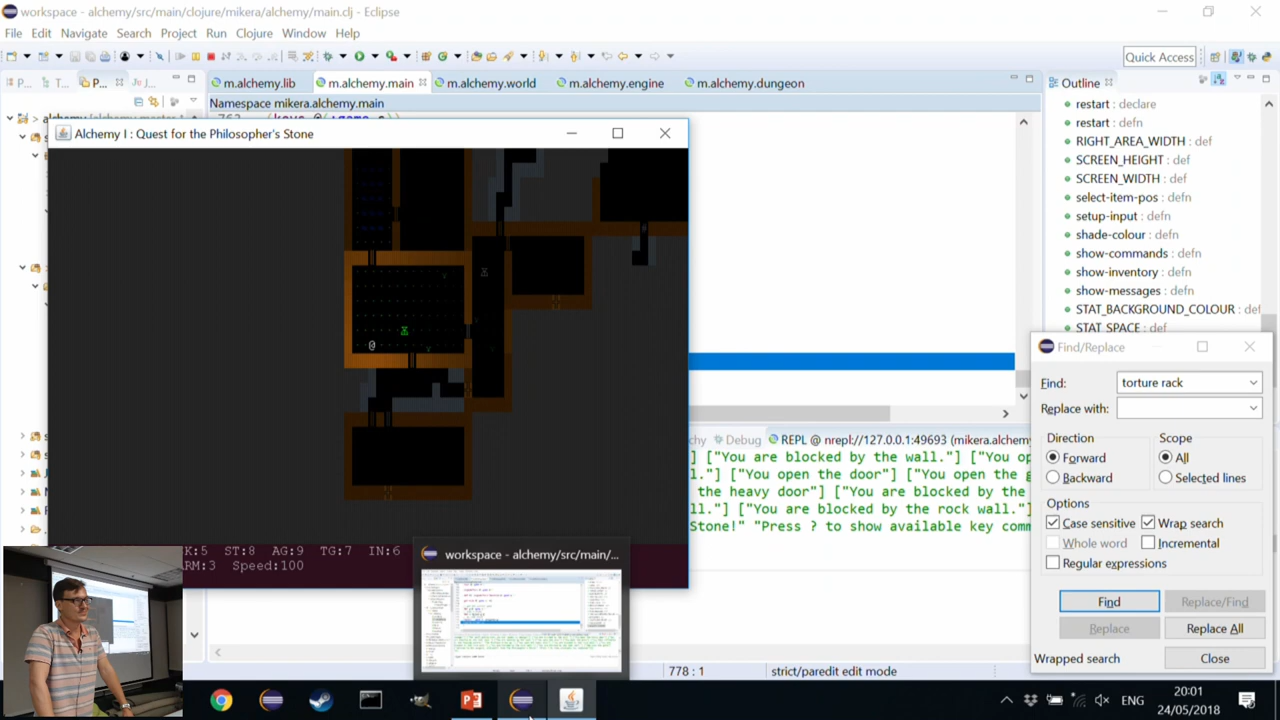 workspace - alchemy/src/main/clojure/mikera/alchemy/main.clj - Eclipse
File Edit Navigate Search Project Run Clojure Window Help
Quick Access
P... T... P... J...
m.alchemy.lib m.alchemy.main m.alchemy.world m.alchemy.engine m.alchemy.dungeon
Outline
Namespace mikera.alchemy.main
restart : declare
restart : defn
RIGHT_AREA_WIDTH : def
SCREEN_HEIGHT : def
SCREEN_WIDTH : def
select-item-pos : defn
setup-input : defn
shade-colour : defn
show-commands : defn
show-inventory : defn
show-messages : defn
STAT_BACKGROUND_COLOUR : def
STAT_SPACE : def
Alchemy I : Quest for the Philosopher's Stone
@
K:5 ST:8 AG:9 TG:7 IN:6
RM:3 Speed:100
workspace - alchemy/src/main/...
Debug REPL @ nrepl://127.0.0.1:49693 (mikera.alchemy
] ["You are blocked by the wall."] ["You op
l."] ["You open the door"] ["You open the g
the heavy door"] ["You are blocked by the
ll."] ["You are blocked by the rock wall."]
Stone!" "Press ? to show available key comm
778 : 1 strict/paredit edit mode
Find/Replace
Find: torture rack
Replace with:
Direction Scope
Forward All
Backward Selected lines
Options
Case sensitive Wrap search
Whole word Incremental
Regular expressions
Find Replace/Find
Replace Replace All
Wrapped search Close
ENG
20:01
24/05/2018